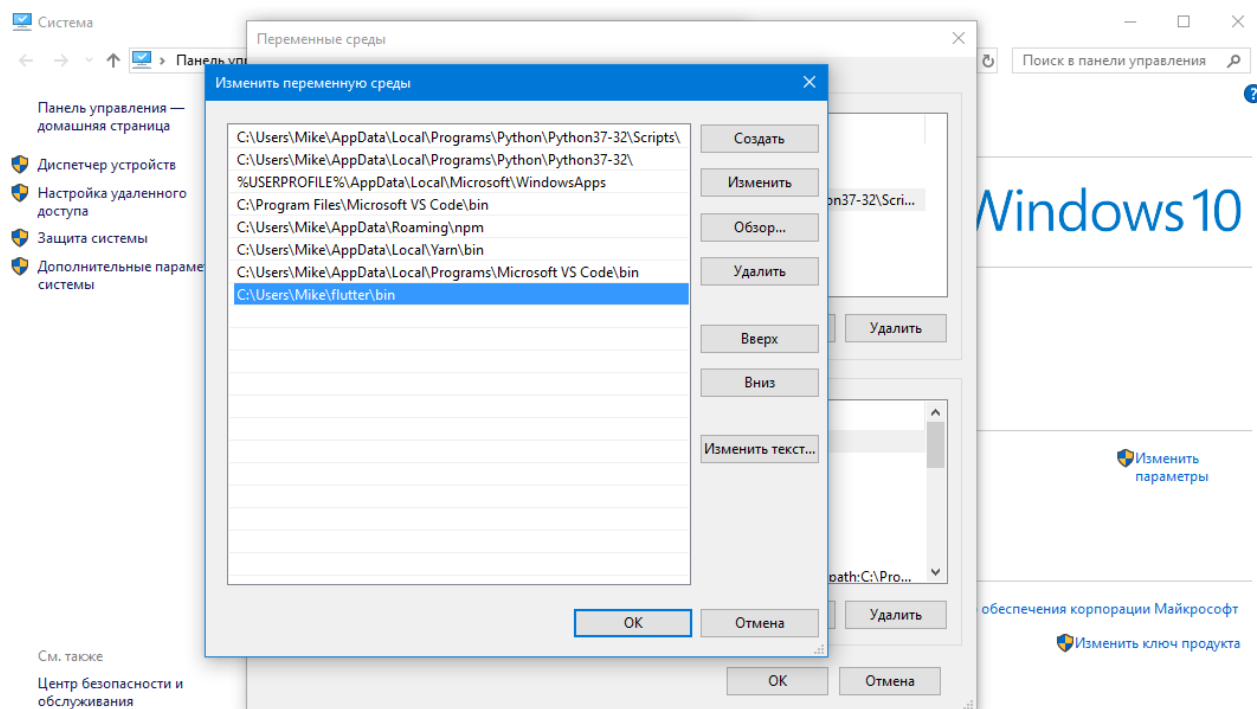 Система
Переменные среды
Поиск в панели управления
Изменить переменную среды
Панель управления —
домашняя страница
Диспетчер устройств
Настройка удаленного
доступа
Защита системы
Дополнительные
системы
C:\Users\Mike\AppData\Local\Programs\Python\Python37-32\Scripts\
C:\Users\Mike\AppData\Local\Programs\Python\Python37-32\
%USERPROFILE%\AppData\Local\Microsoft\WindowsApps
C:\Program Files\Microsoft VS Code\bin
C:\Users\Mike\AppData\Roaming\npm
C:\Users\Mike\AppData\Local\Yarn\bin
C:\Users\Mike\AppData\Local\Programs\Microsoft VS Code\bin
C:\Users\Mike\flutter\bin
Создать
Изменить
Обзор...
Удалить
Вверх
Вниз
Изменить текст...
OK
Отмена
on37-32\Scri...
Удалить
path:C:\Pro...
Удалить
OK
Отмена
Windows 10
Изменить
параметры
обеспечения корпорации Майкрософт
Изменить ключ продукта
См. также
Центр безопасности и
обслуживания